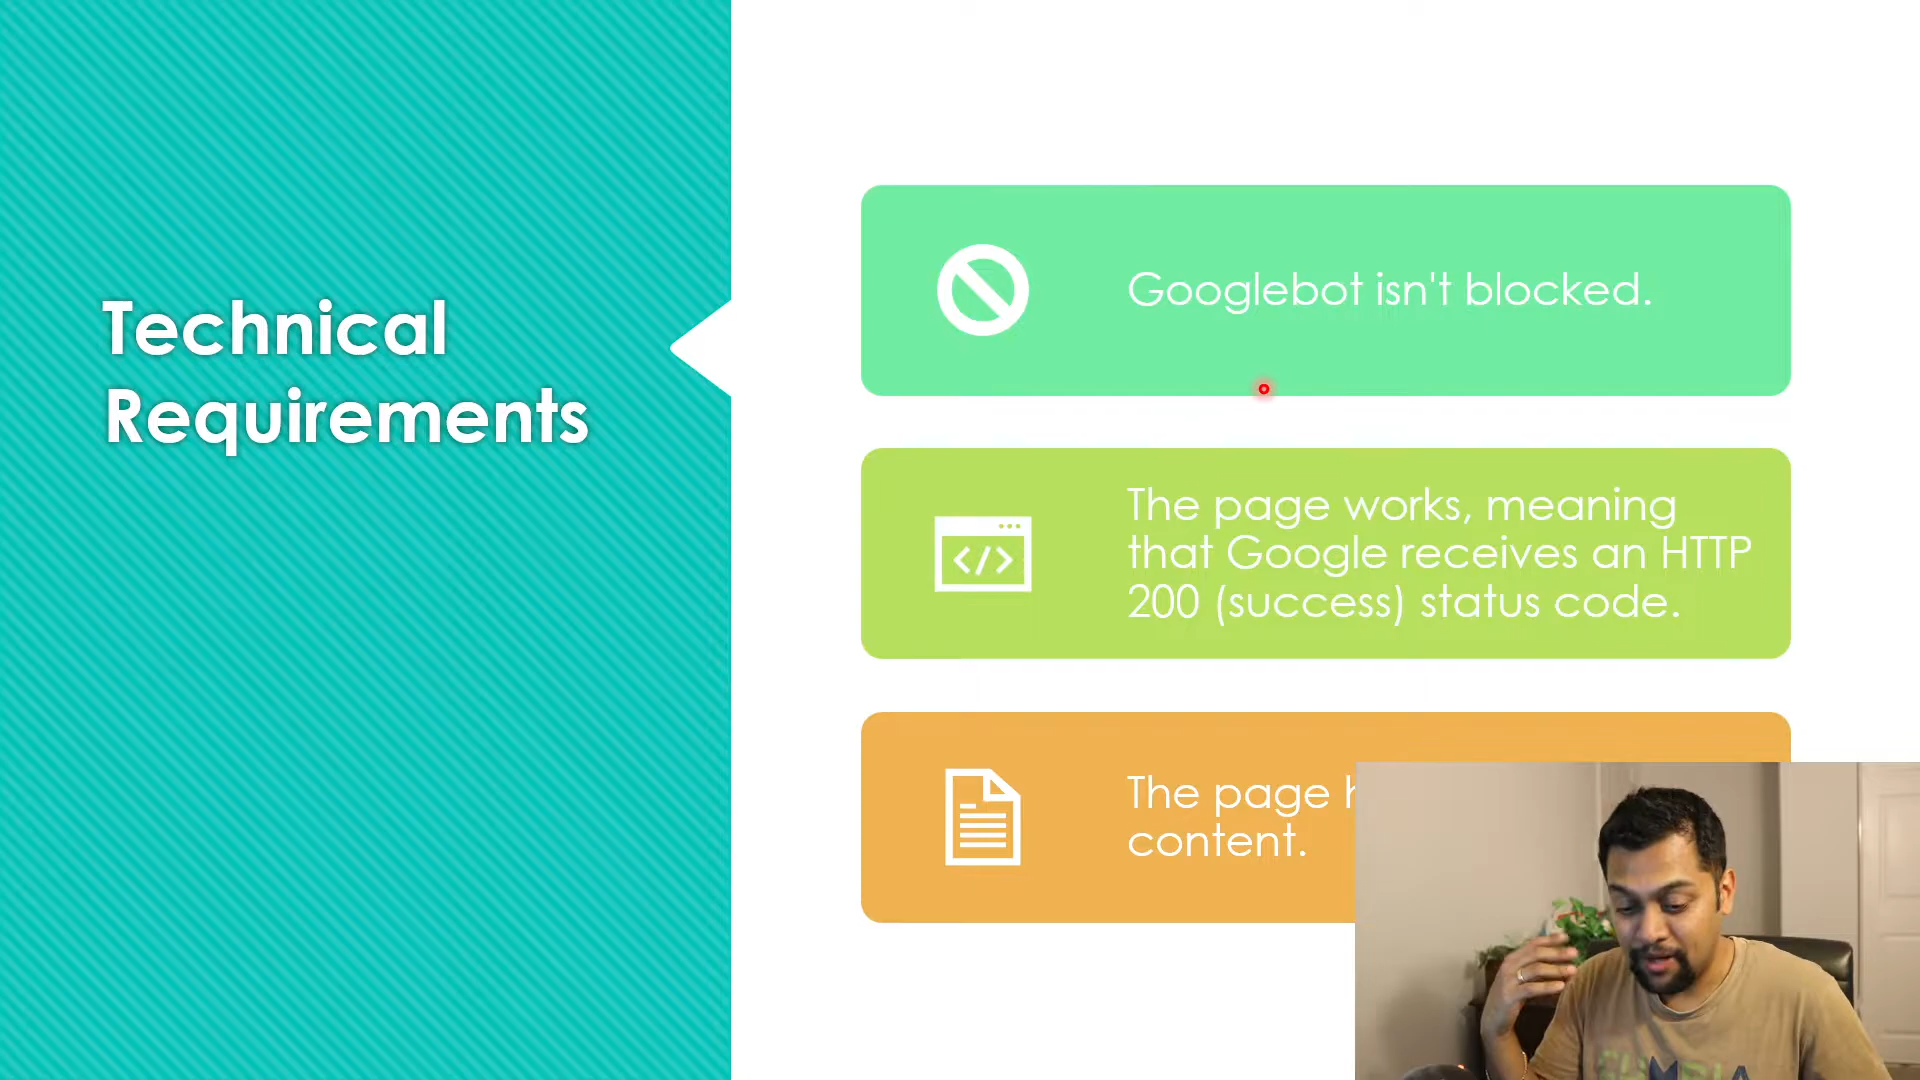 Technical
Requirements
Googlebot isn't blocked.
The page works, meaning
that Google receives an HTTP
200 (success) status code.
The page
content.